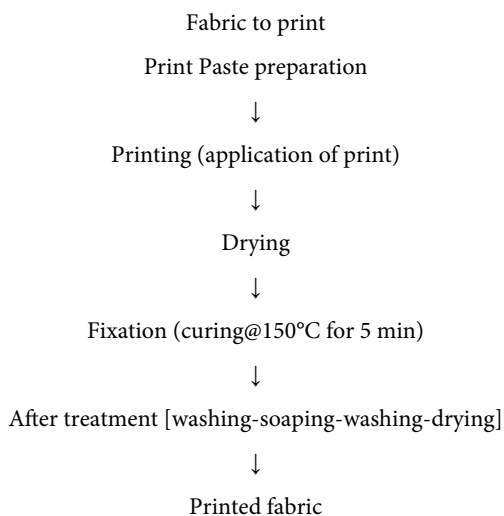 Fabric to print
Print Paste preparation
↓
Printing (application of print)
↓
Drying
↓
Fixation (curing@150°C for 5 min)
↓
After treatment [washing-soaping-washing-drying]
↓
Printed fabric